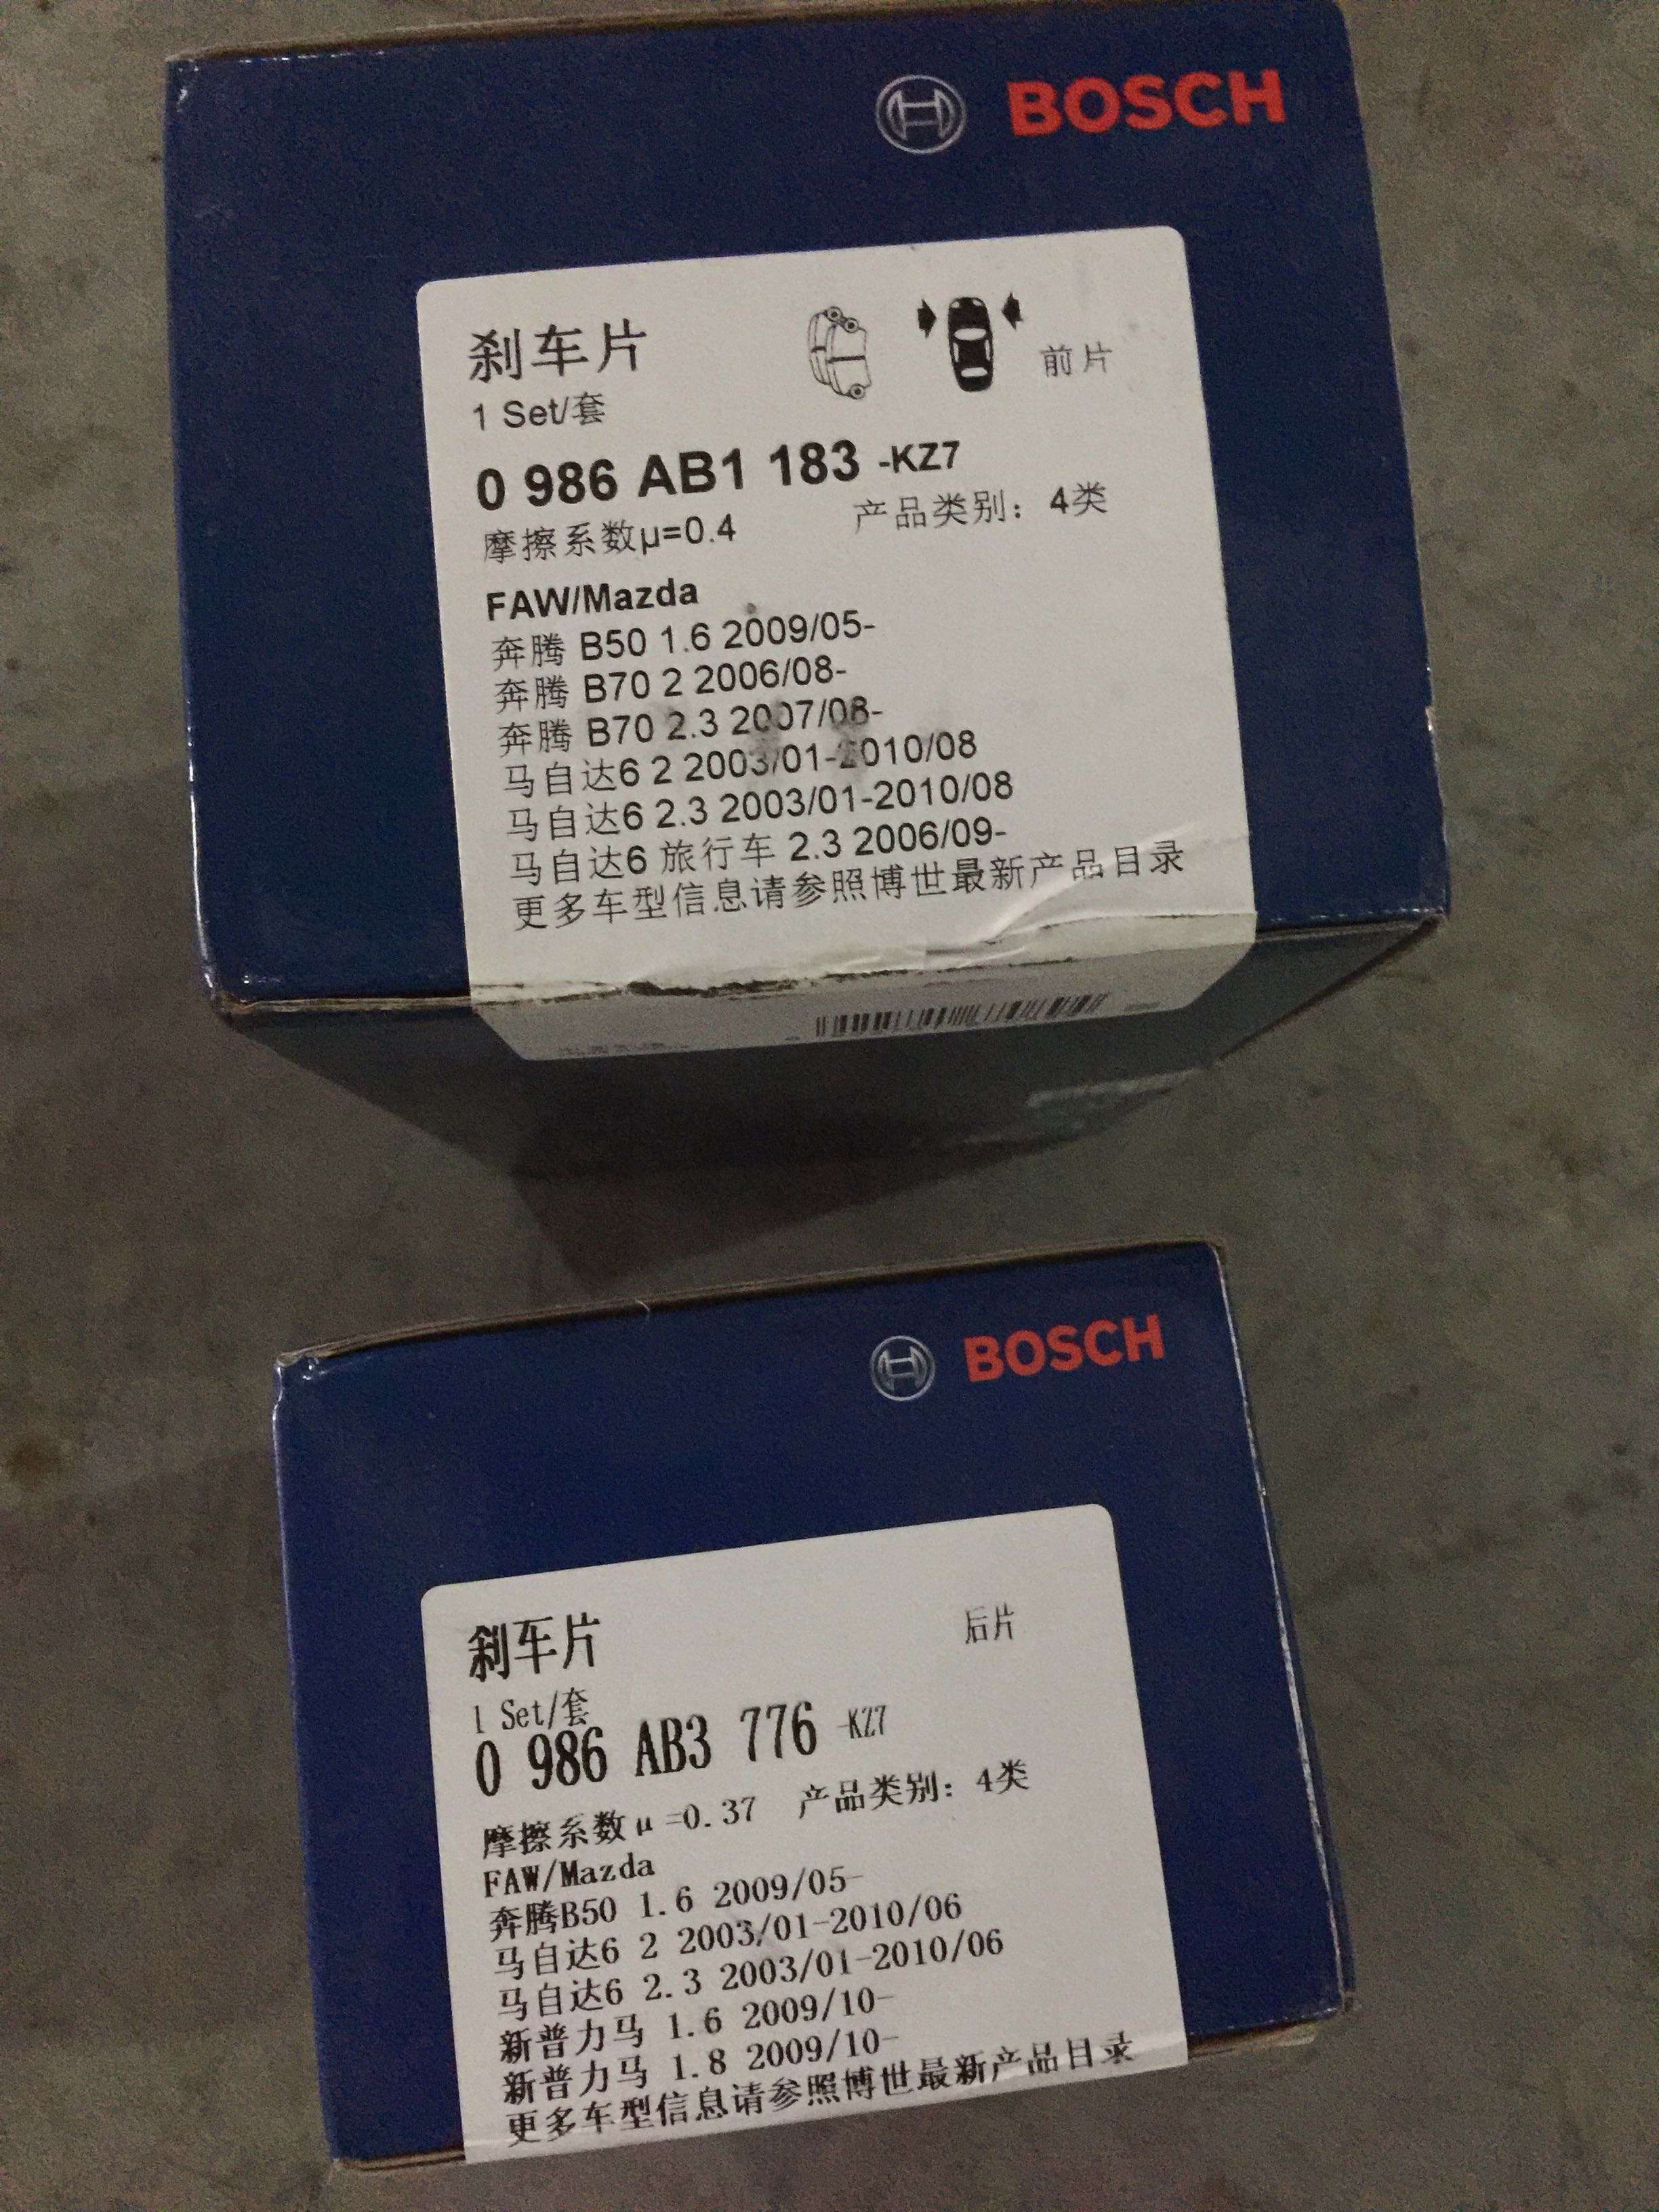 BOSCH
刹车片
前片
1 Set/套
0 986 AB1 183 -KZ7
摩擦系数μ=0.4 产品类别：4类
FAW/Mazda
奔腾 B50 1.6 2009/05-
奔腾 B70 2 2006/08-
奔腾 B70 2.3 2007/08-
马自达6 2 2003/01-2010/08
马自达6 2.3 2003/01-2010/08
马自达6 旅行车 2.3 2006/09-
更多车型信息请参照博世最新产品目录
BOSCH
刹车片
后片
1 Set/套
0 986 AB3 776 -KZ7
摩擦系数μ=0.37 产品类别：4类
FAW/Mazda
奔腾B50 1.6 2009/05-
马自达6 2 2003/01-2010/06
马自达6 2.3 2003/01-2010/06
新普力马 1.6 2009/10-
新普力马 1.8 2009/10-
更多车型信息请参照博世最新产品目录